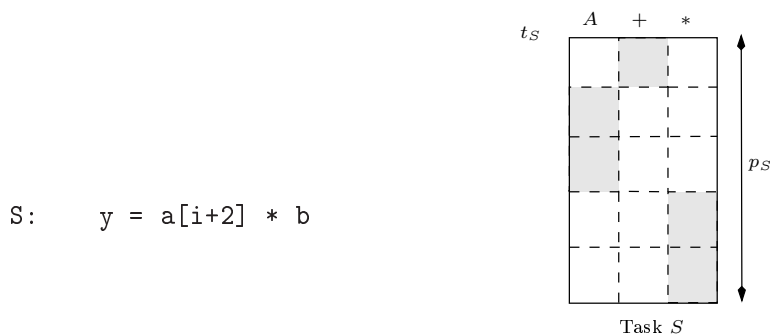 A + *
t_S
p_S
S: y = a[i+2] * b
Task S